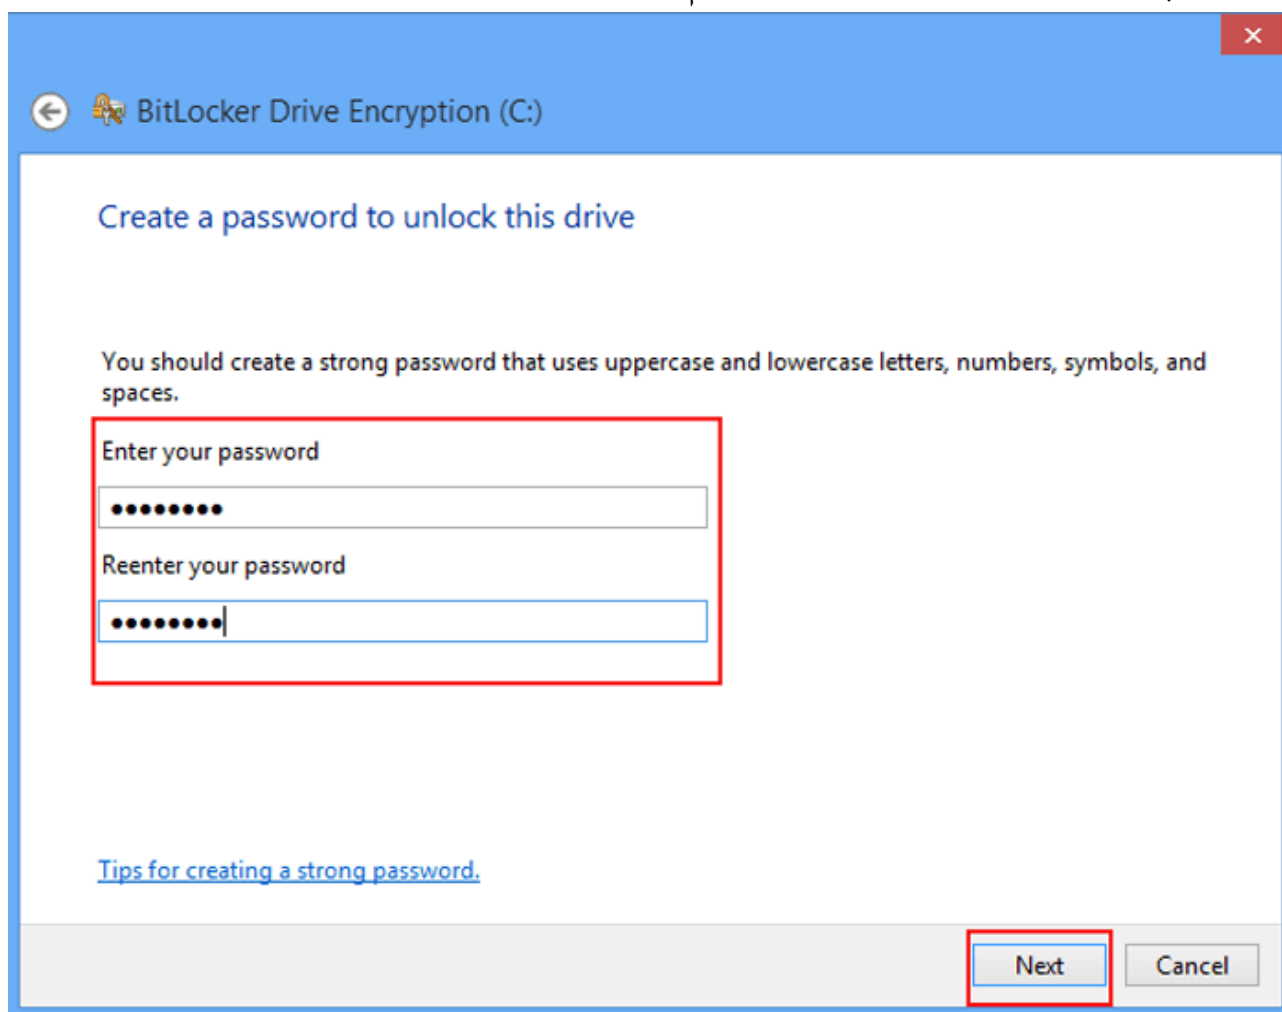 BitLocker Drive Encryption (C:)
Create a password to unlock this drive
You should create a strong password that uses uppercase and lowercase letters, numbers, symbols, and
spaces.
Enter your password
••••••••
Reenter your password
••••••••
Tips for creating a strong password.
Next
Cancel